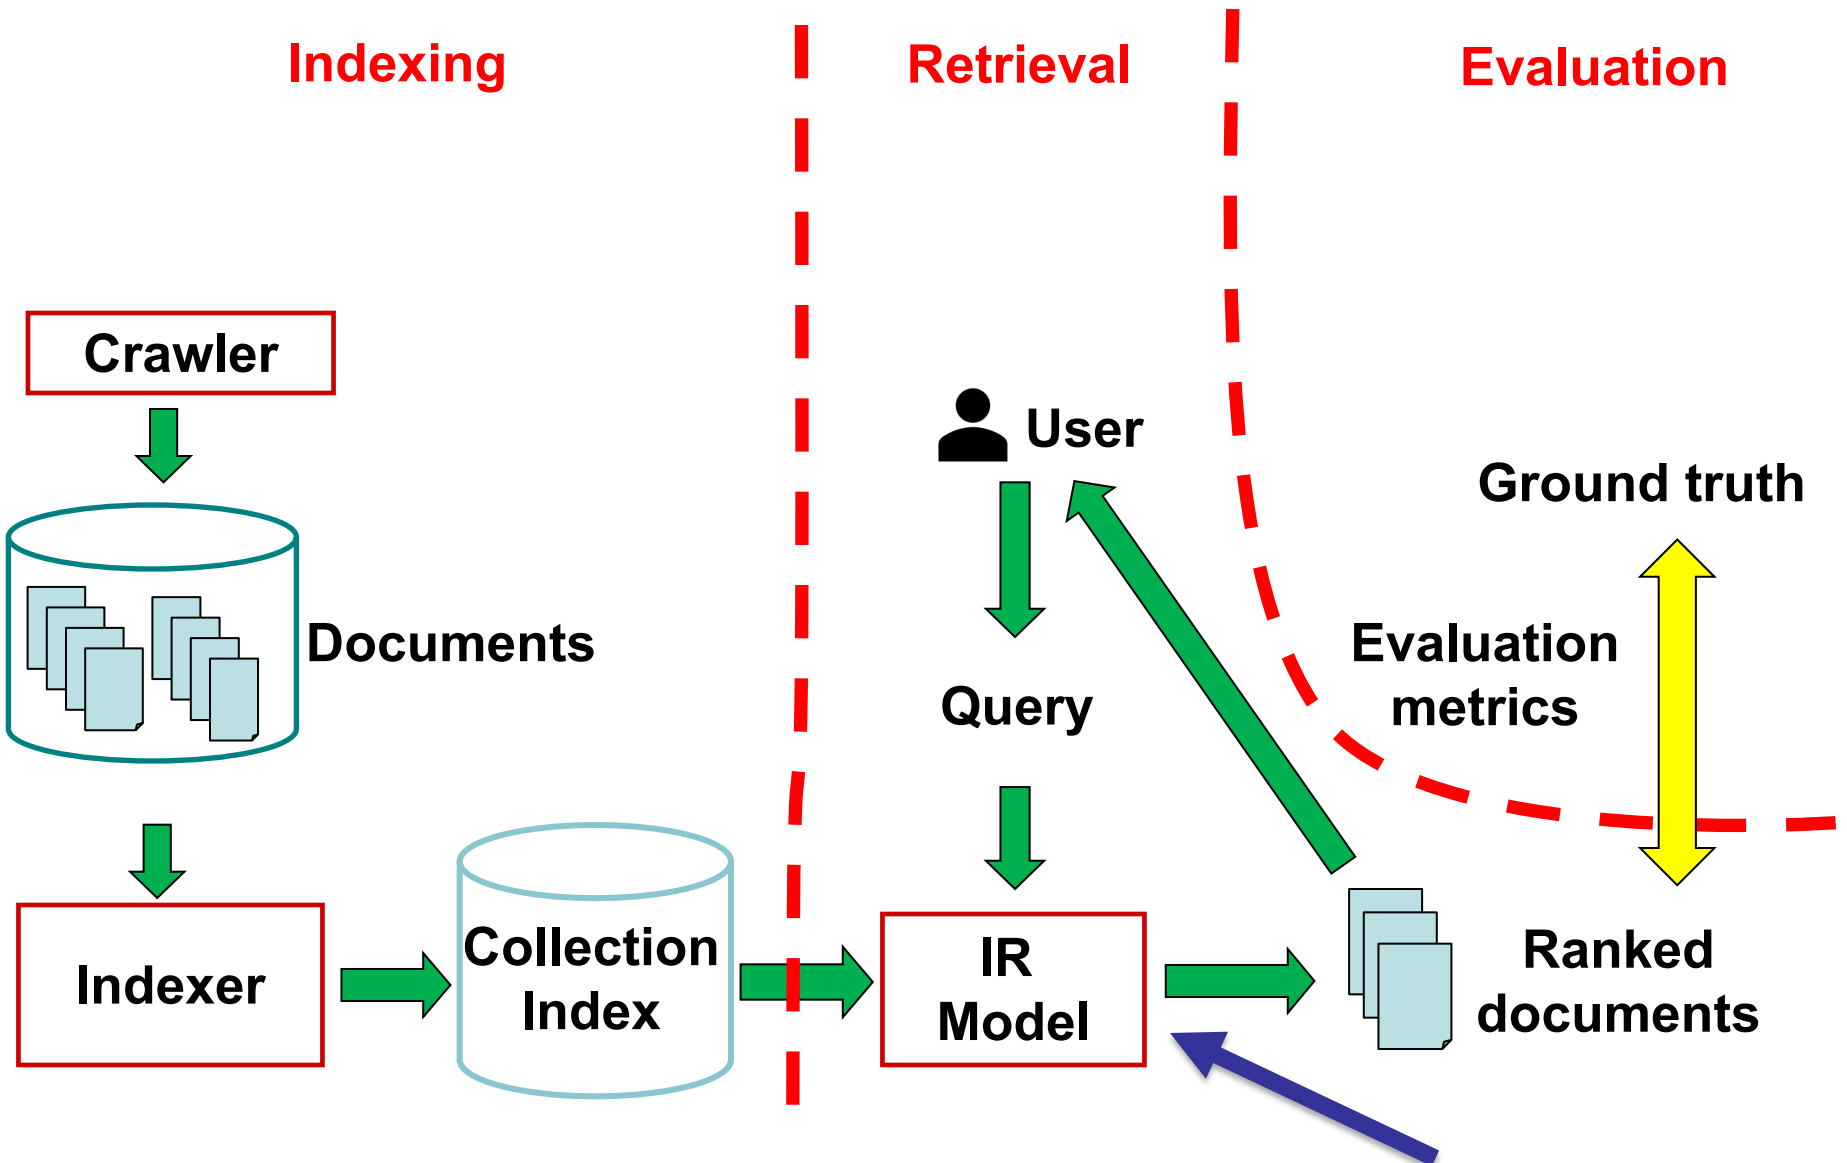 Indexing
Retrieval
Evaluation
Crawler
User
Ground truth
Documents
Evaluation
metrics
Query
Collection
Index
Indexer
IR
Model
Ranked
documents